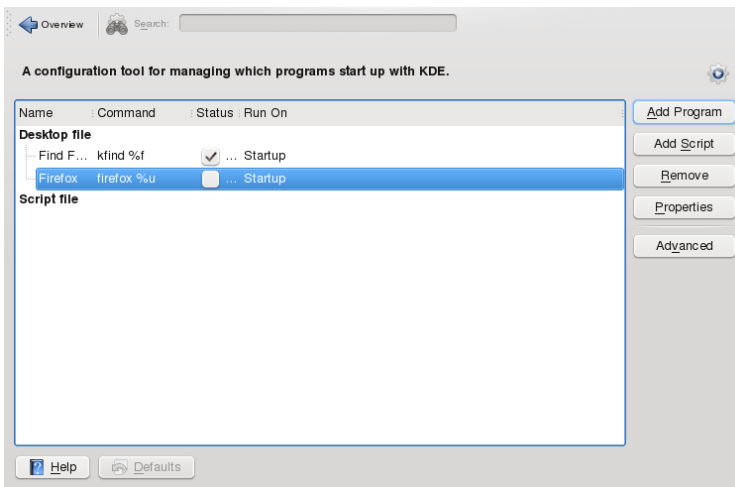 Overview Search:
A configuration tool for managing which programs start up with KDE.
Name Command Status Run On
Desktop file
Find F... kfind %f ... Startup
Firefox firefox %u ... Startup
Script file
Add Program
Add Script
Remove
Properties
Advanced
Help Defaults